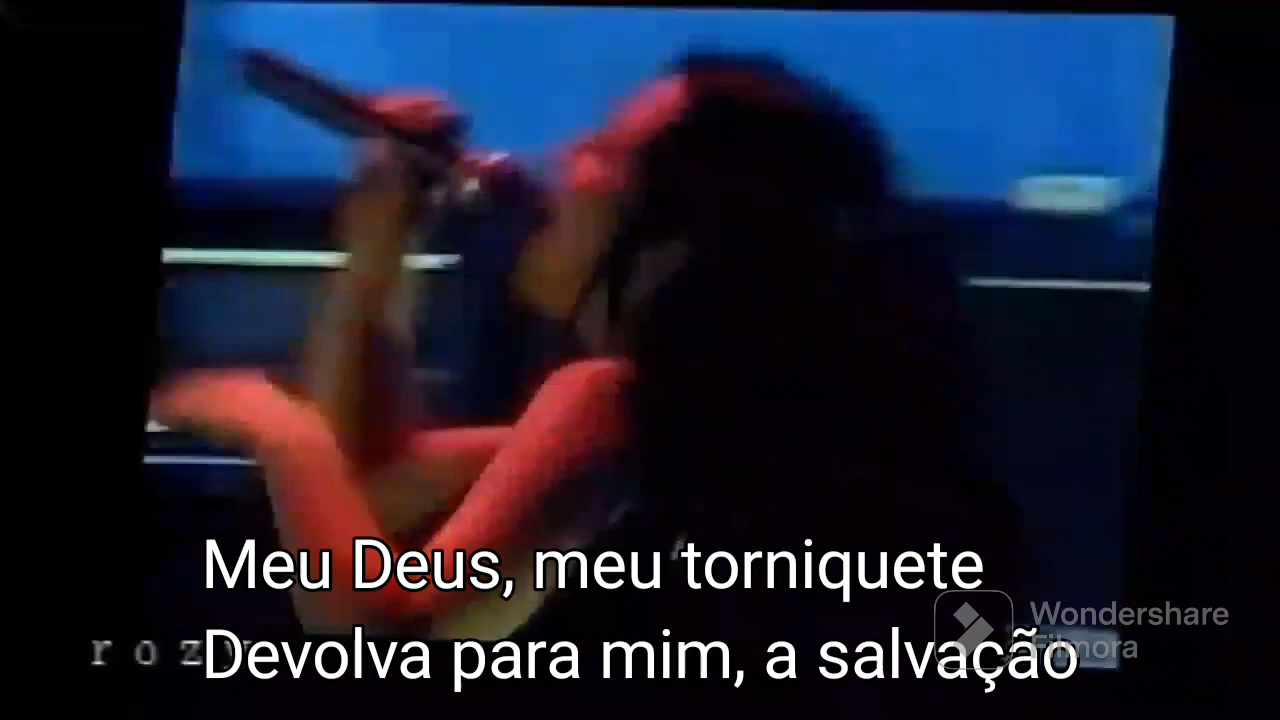 Meu Deus, meu torniquete
Wondershare
Filmora
Devolva para mim, a salvação